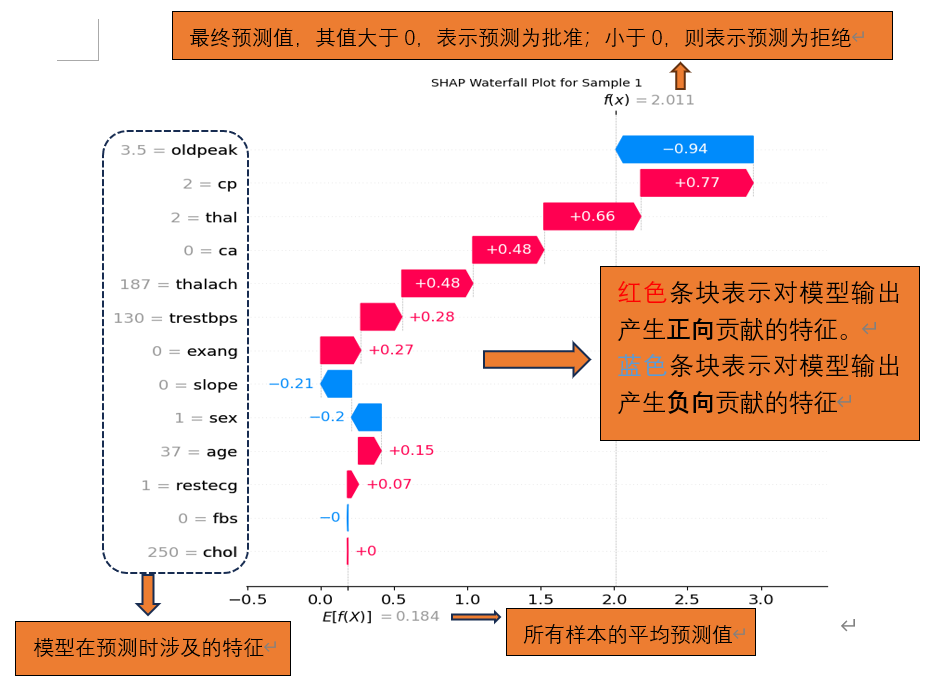 最终预测值，其值大于 0，表示预测为批准；小于 0，则表示预测为拒绝↵
SHAP Waterfall Plot for Sample 1
f(x) = 2.011
3.5 = oldpeak
−0.94
2 = cp
+0.77
2 = thal
+0.66
0 = ca
+0.48
187 = thalach
+0.48
130 = trestbps
+0.28
0 = exang
+0.27
0 = slope
−0.21
1 = sex
−0.2
37 = age
+0.15
1 = restecg
+0.07
0 = fbs
−0
250 = chol
+0
红色条块表示对模型输出
产生正向贡献的特征。↵
蓝色条块表示对模型输出
产生负向贡献的特征↵
−0.5 0.0 0.5 1.0 1.5 2.0 2.5 3.0
E[f(X)] = 0.184
所有样本的平均预测值↵
↵
模型在预测时涉及的特征↵